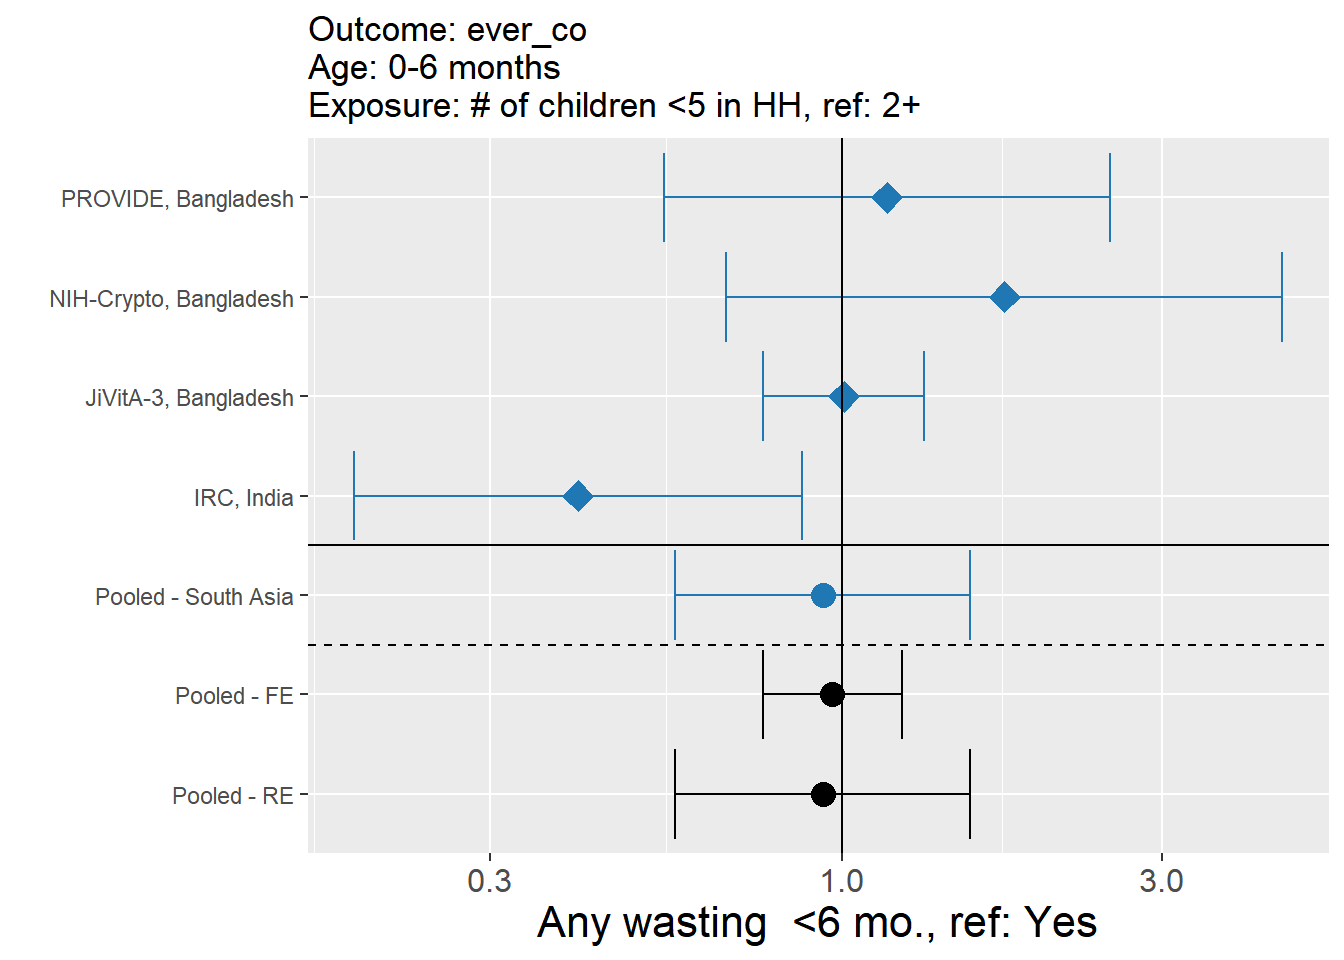 Outcome: ever_co
Age: 0-6 months
Exposure: # of children <5 in HH, ref: 2+
PROVIDE, Bangladesh
NIH-Crypto, Bangladesh
JiVitA-3, Bangladesh
IRC, India
Pooled - South Asia
Pooled - FE
Pooled - RE
0.3 1.0 3.0
Any wasting  <6 mo., ref: Yes